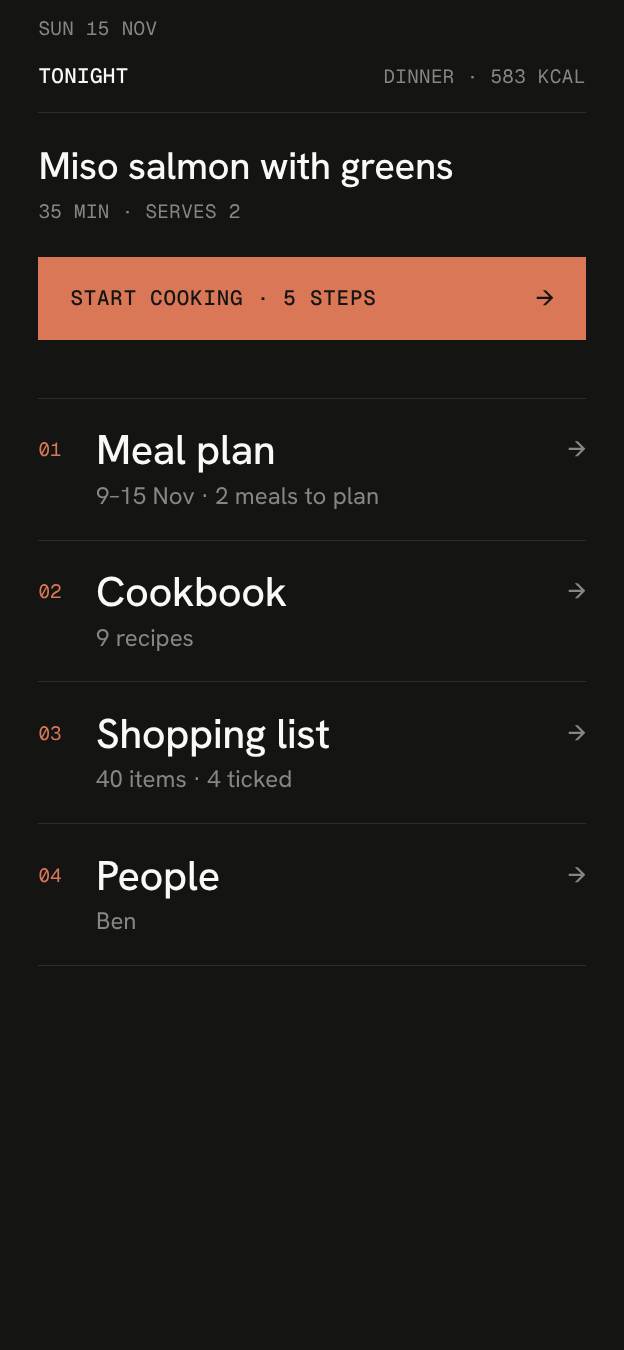 SUN 15 NOV
TONIGHT DINNER · 583 KCAL
Miso salmon with greens
35 MIN · SERVES 2
START COOKING · 5 STEPS →
01 Meal plan →
9–15 Nov · 2 meals to plan
02 Cookbook →
9 recipes
03 Shopping list →
40 items · 4 ticked
04 People →
Ben